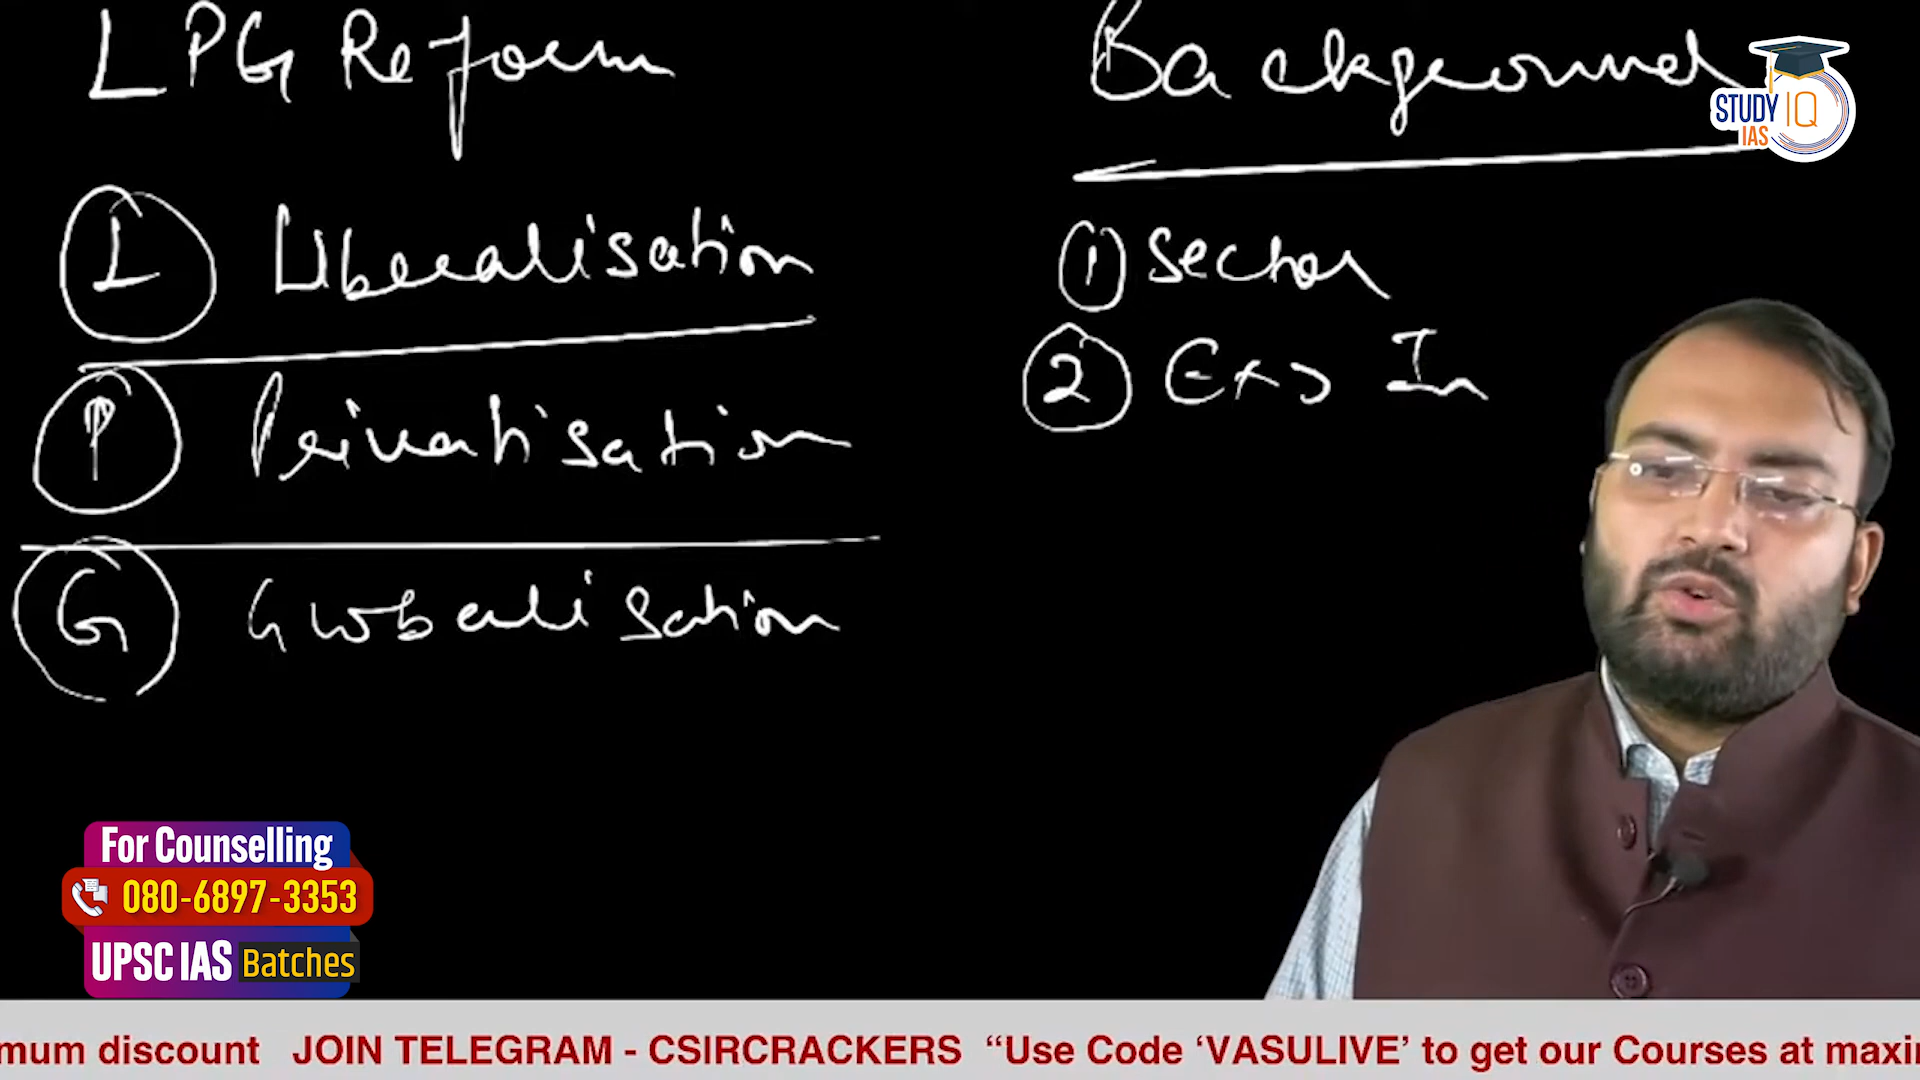 LPG Reform
L Liberalisation
P Privatisation
G Globalisation
Background
1 Sector
2 Ex> In
STUDY IQ
IAS
For Counselling
080-6897-3353
UPSC IAS Batches
mum discount JOIN TELEGRAM - CSIRCRACKERS “Use Code ‘VASULIVE’ to get our Courses at maxi